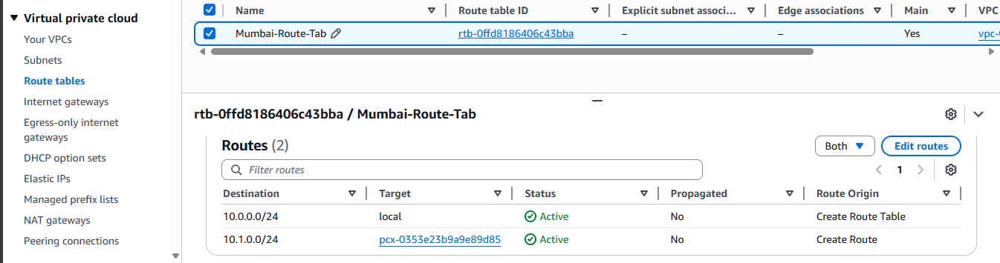 Virtual private cloud
Your VPCs
Subnets
Route tables
Internet gateways
Egress-only internet
gateways
DHCP option sets
Elastic IPs
Managed prefix lists
NAT gateways
Peering connections
Name Route table ID Explicit subnet associ... Edge associations Main VPC
Mumbai-Route-Tab rtb-0ffd8186406c43bba – – Yes vpc-
rtb-0ffd8186406c43bba / Mumbai-Route-Tab
Routes (2) Both Edit routes
Filter routes 1
Destination Target Status Propagated Route Origin
10.0.0.0/24 local Active No Create Route Table
10.1.0.0/24 pcx-0353e23b9a9e89d85 Active No Create Route